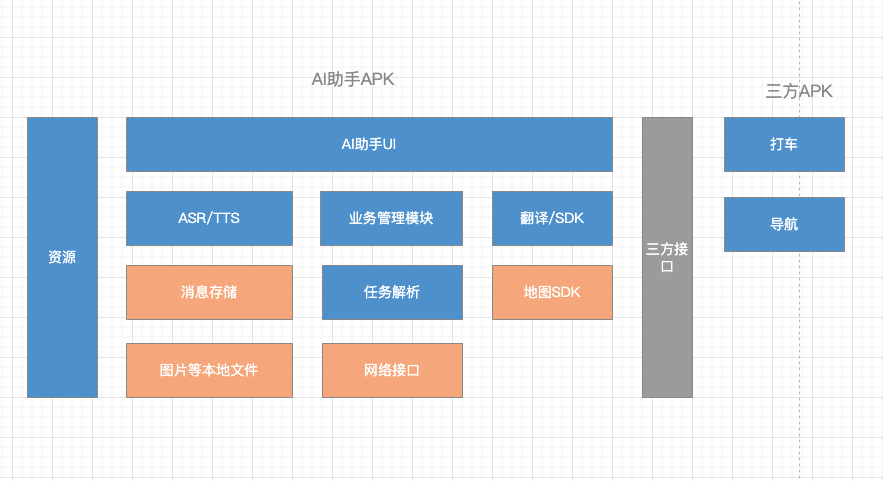 AI助手APK
三方APK
资源
AI助手UI
ASR/TTS
业务管理模块
翻译/SDK
消息存储
任务解析
地图SDK
图片等本地文件
网络接口
三方接
口
打车
导航